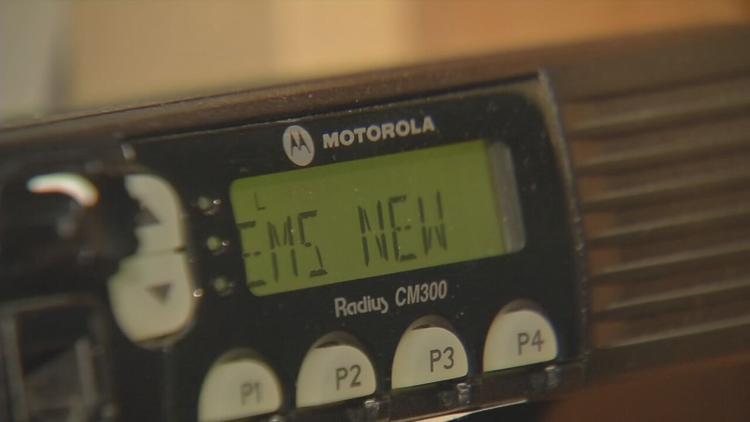 MOTOROLA
L
EMS NEW
Radius CM300
P1 P2 P3 P4